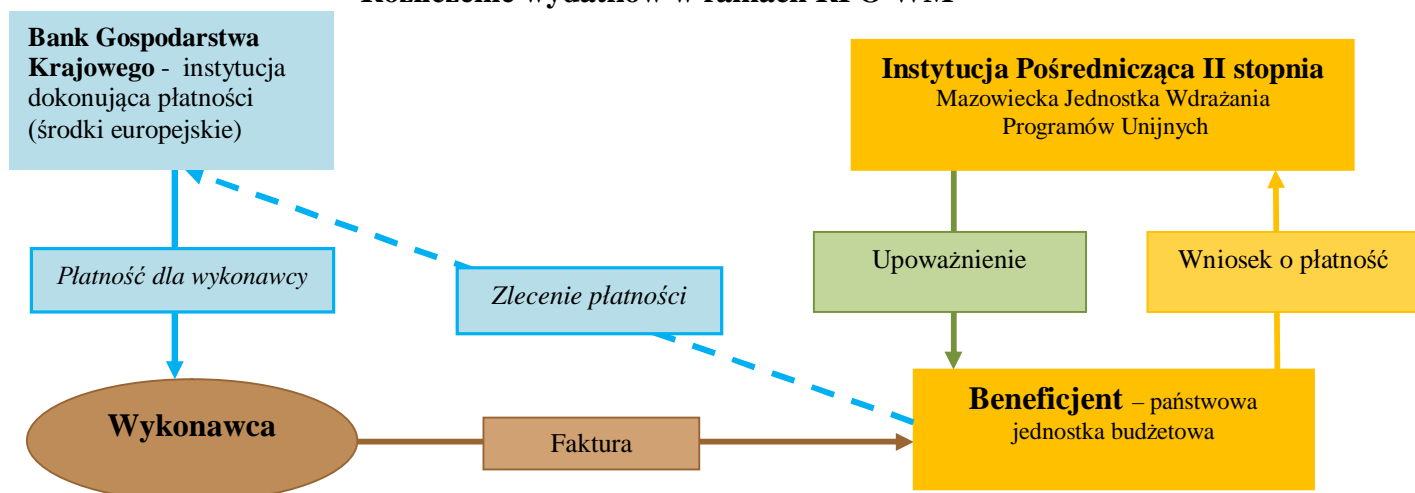 Bank Gospodarstwa
Krajowego - instytucja
dokonująca płatności
(środki europejskie)
Instytucja Pośrednicząca II stopnia
Mazowiecka Jednostka Wdrażania
Programów Unijnych
Płatność dla wykonawcy
Zlecenie płatności
Upoważnienie
Wniosek o płatność
Wykonawca
Faktura
Beneficjent – państwowa
jednostka budżetowa